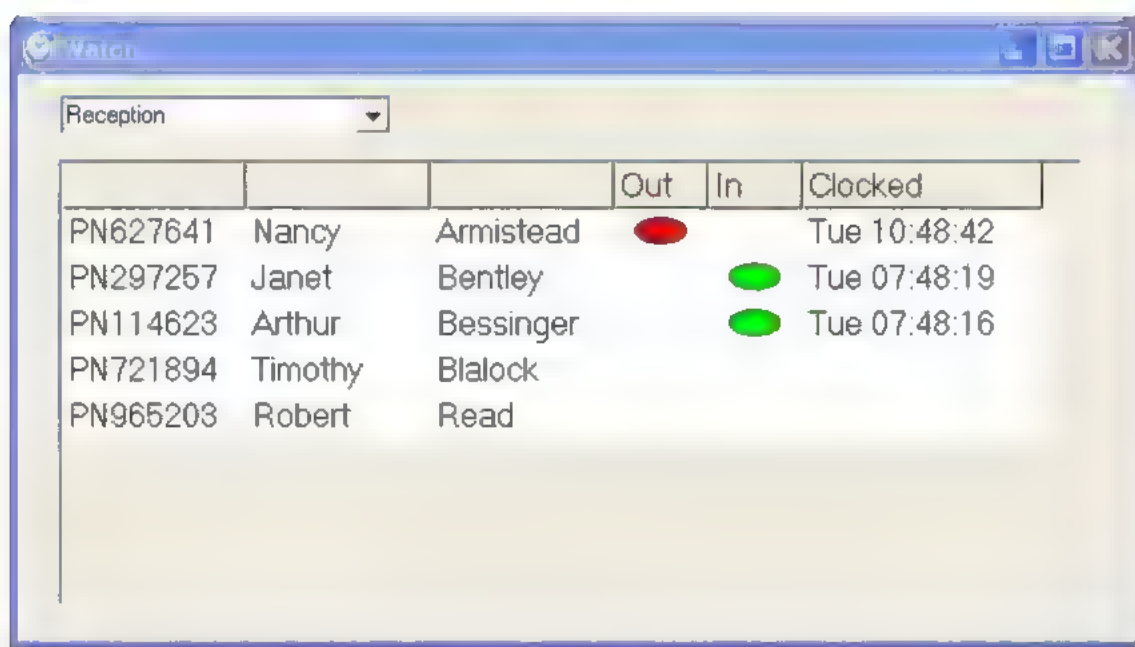 Watch
Reception
Out In Clocked
PN627641 Nancy Armistead Tue 10:48:42
PN297257 Janet Bentley Tue 07:48:19
PN114623 Arthur Bessinger Tue 07:48:16
PN721894 Timothy Blalock
PN965203 Robert Read